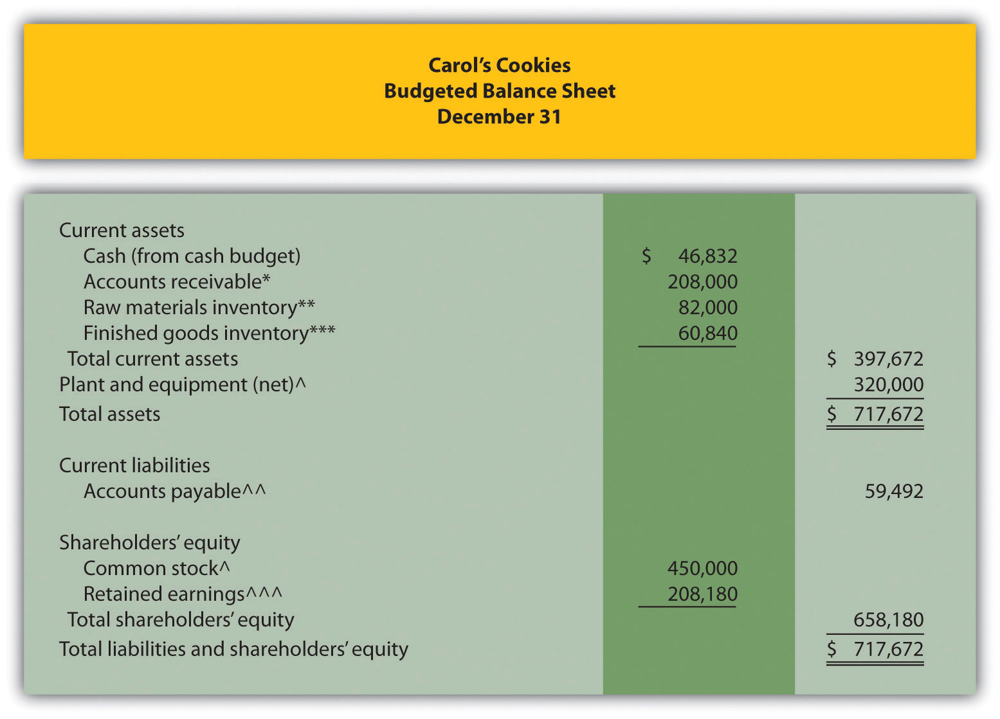 Carol’s Cookies
Budgeted Balance Sheet
December 31
Current assets
Cash (from cash budget) $ 46,832
Accounts receivable* 208,000
Raw materials inventory** 82,000
Finished goods inventory*** 60,840
Total current assets $ 397,672
Plant and equipment (net)^ 320,000
Total assets $ 717,672
Current liabilities
Accounts payable^^ 59,492
Shareholders’ equity
Common stock^ 450,000
Retained earnings^^^ 208,180
Total shareholders’ equity 658,180
Total liabilities and shareholders’ equity $ 717,672